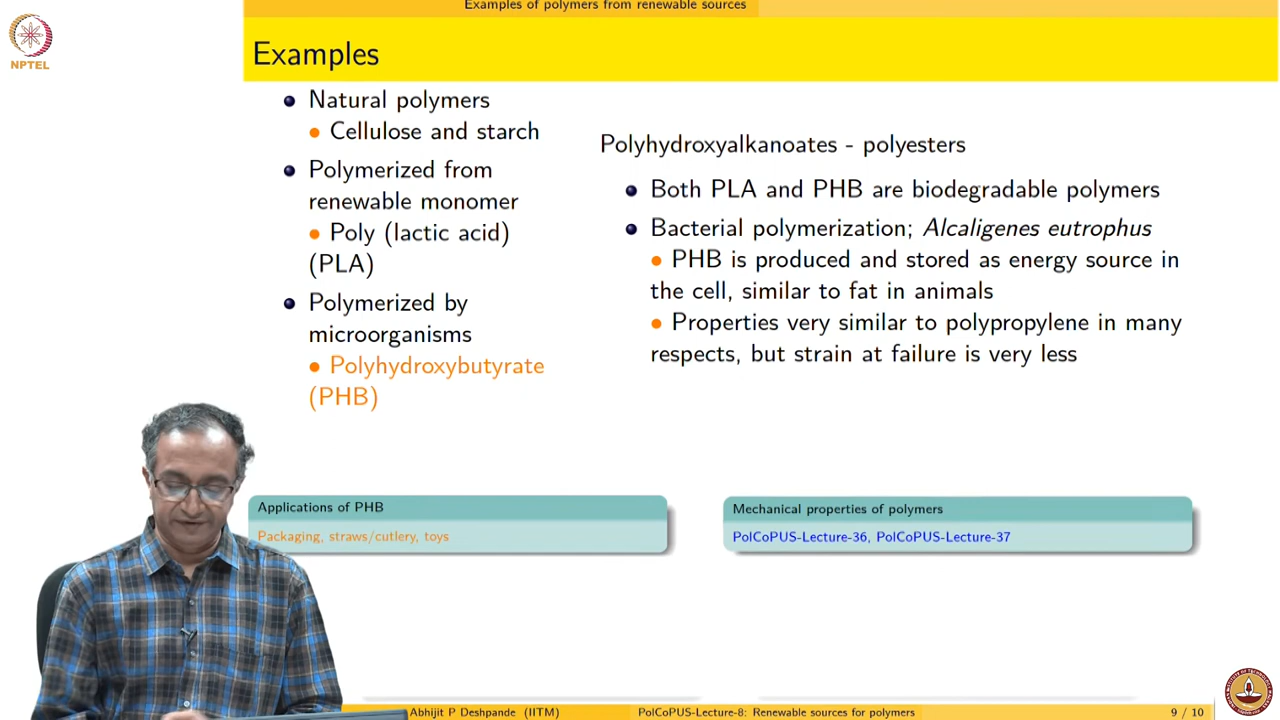 Examples of polymers from renewable sources
NPTEL
Examples
Natural polymers
Cellulose and starch
Polymerized from
renewable monomer
Poly (lactic acid)
(PLA)
Polymerized by
microorganisms
Polyhydroxybutyrate
(PHB)
Polyhydroxyalkanoates - polyesters
Both PLA and PHB are biodegradable polymers
Bacterial polymerization; Alcaligenes eutrophus
PHB is produced and stored as energy source in
the cell, similar to fat in animals
Properties very similar to polypropylene in many
respects, but strain at failure is very less
Applications of PHB
Packaging, straws/cutlery, toys
Mechanical properties of polymers
PolCoPUS-Lecture-36, PolCoPUS-Lecture-37
Abhijit P Deshpande (IITM)
PolCoPUS-Lecture-8: Renewable sources for polymers
9 / 10